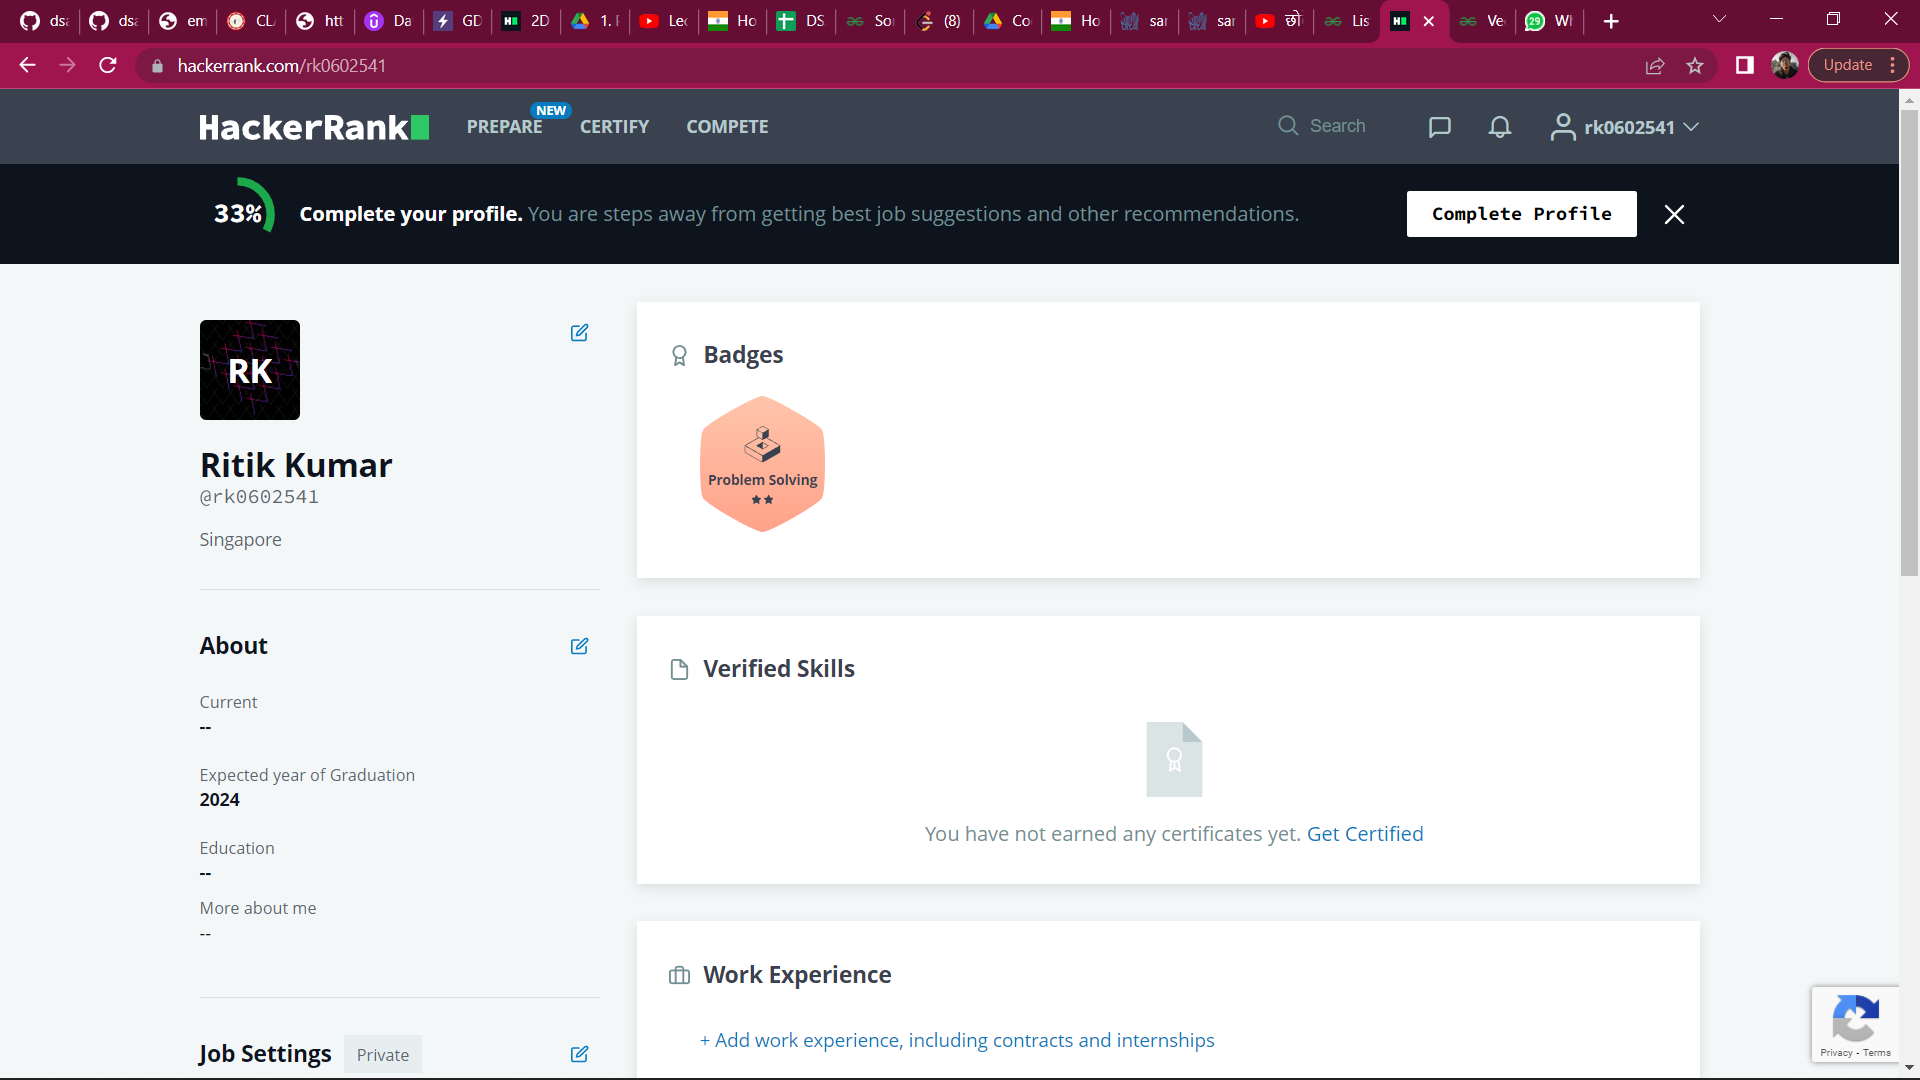 dsa
dsa
em
CL
htt
Da
GD
2D
1. F
Lec
Ho
DS
So
(8)
Co
Ho
sar
sar
छो
Lis
Ve
29
W
hackerrank.com/rk0602541
Update
HackerRank
PREPARE
NEW
CERTIFY
COMPETE
Search
rk0602541
33%
Complete your profile. You are steps away from getting best job suggestions and other recommendations.
Complete Profile
RK
Ritik Kumar
@rk0602541
Singapore
About
Current
--
Expected year of Graduation
2024
Education
--
More about me
--
Job Settings
Private
Badges
Problem Solving
Verified Skills
You have not earned any certificates yet. Get Certified
Work Experience
+ Add work experience, including contracts and internships
Privacy - Terms